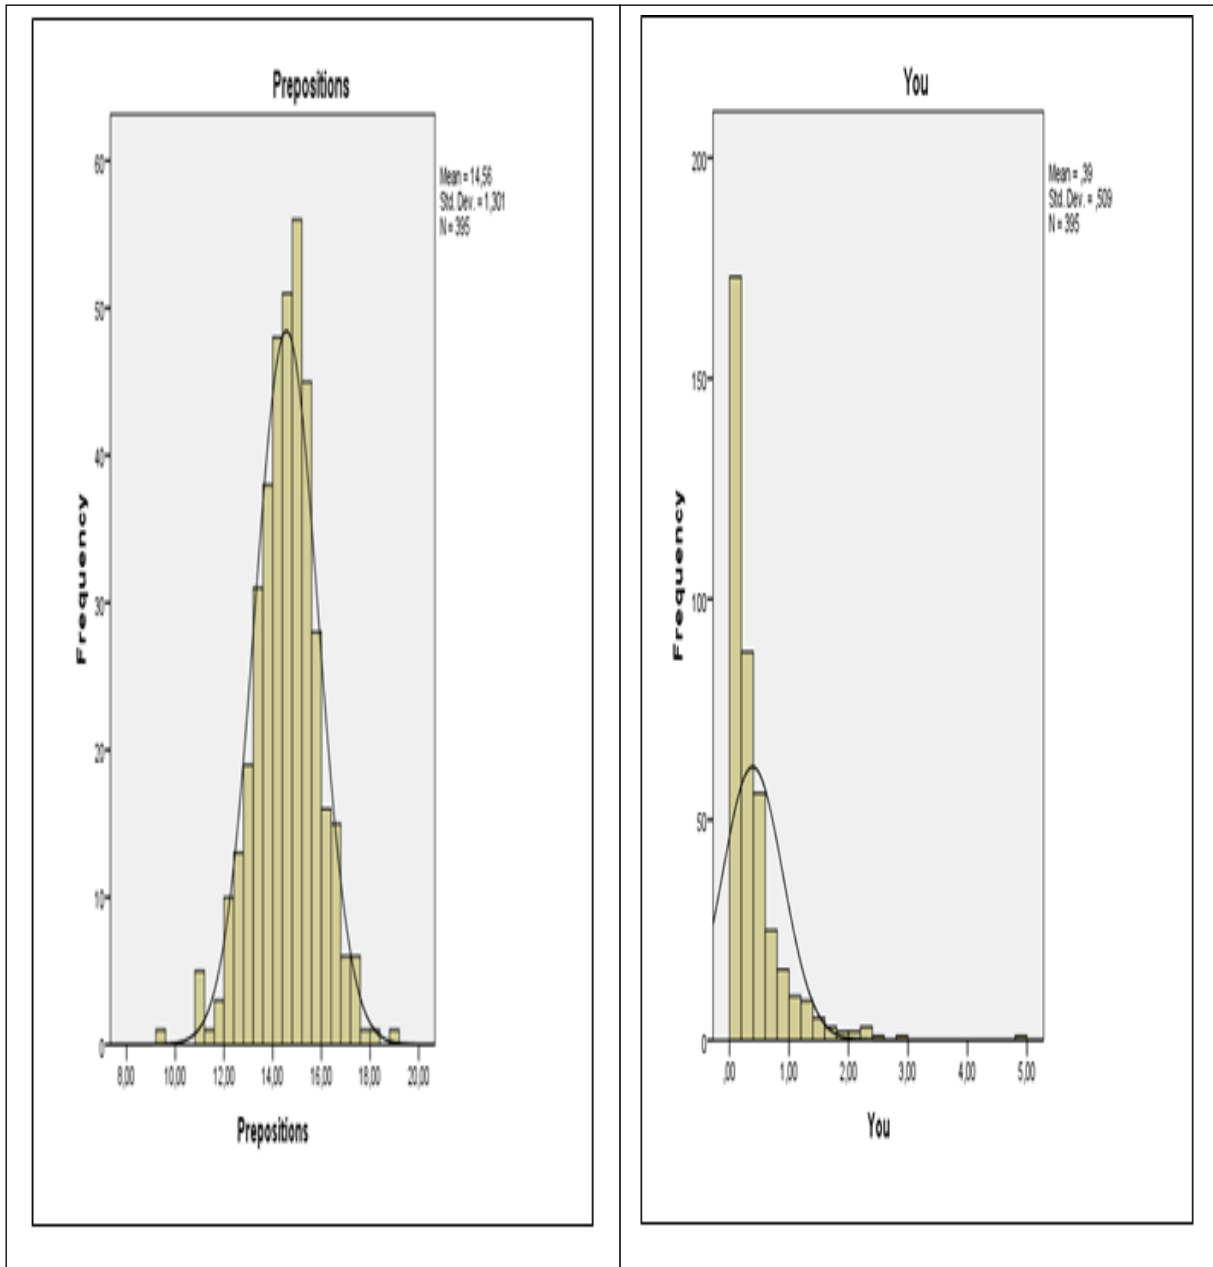 Prepositions
Mean = 14,56
Std. Dev. = 1,301
N = 395
60
50
40
30
20
10
0
Frequency
8,00 10,00 12,00 14,00 16,00 18,00 20,00
Prepositions
You
Mean = ,39
Std. Dev. = ,509
N = 395
200
150
100
50
0
Frequency
,00 1,00 2,00 3,00 4,00 5,00
You